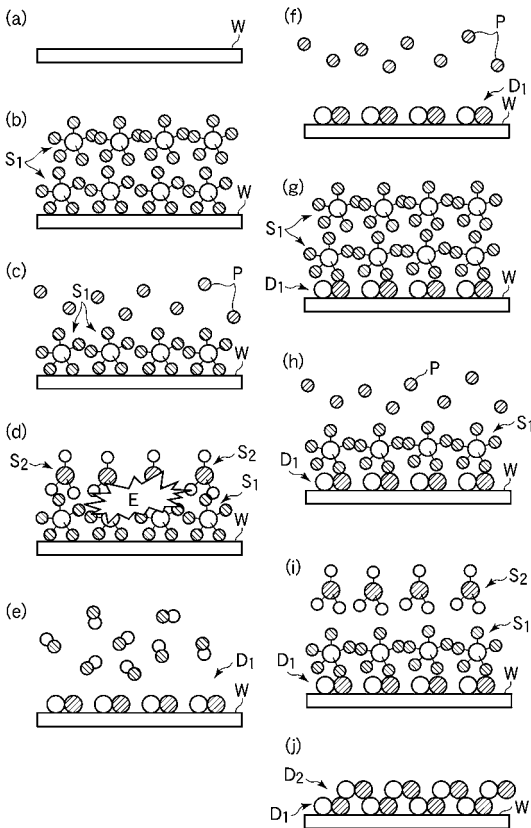 (a)
W
(b)
S1
W
(c)
S1
P
W
(d)
S2
S2
E
S1
W
(e)
D1
W
(f)
P
D1
W
(g)
S1
D1
W
(h)
P
S1
D1
W
(i)
S2
S1
D1
W
(j)
D2
D1
W